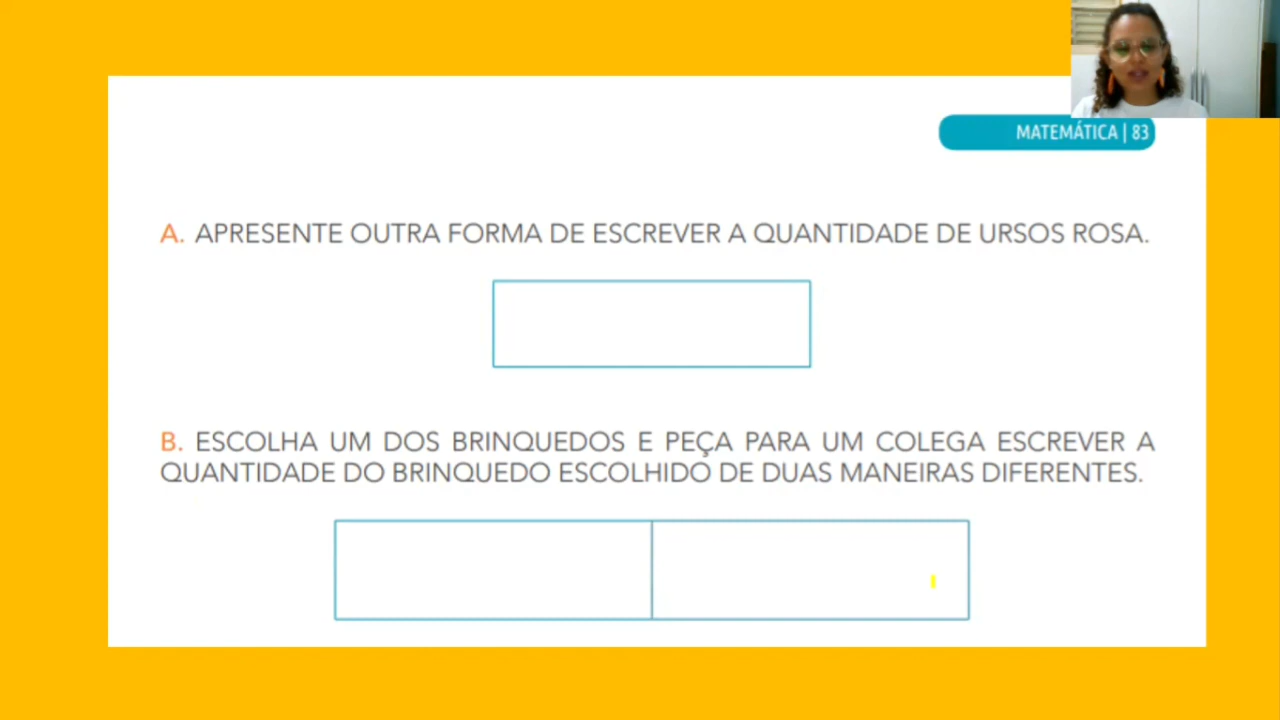 MATEMÁTICA | 83
A. APRESENTE OUTRA FORMA DE ESCREVER A QUANTIDADE DE URSOS ROSA.
B. ESCOLHA UM DOS BRINQUEDOS E PEÇA PARA UM COLEGA ESCREVER A
QUANTIDADE DO BRINQUEDO ESCOLHIDO DE DUAS MANEIRAS DIFERENTES.